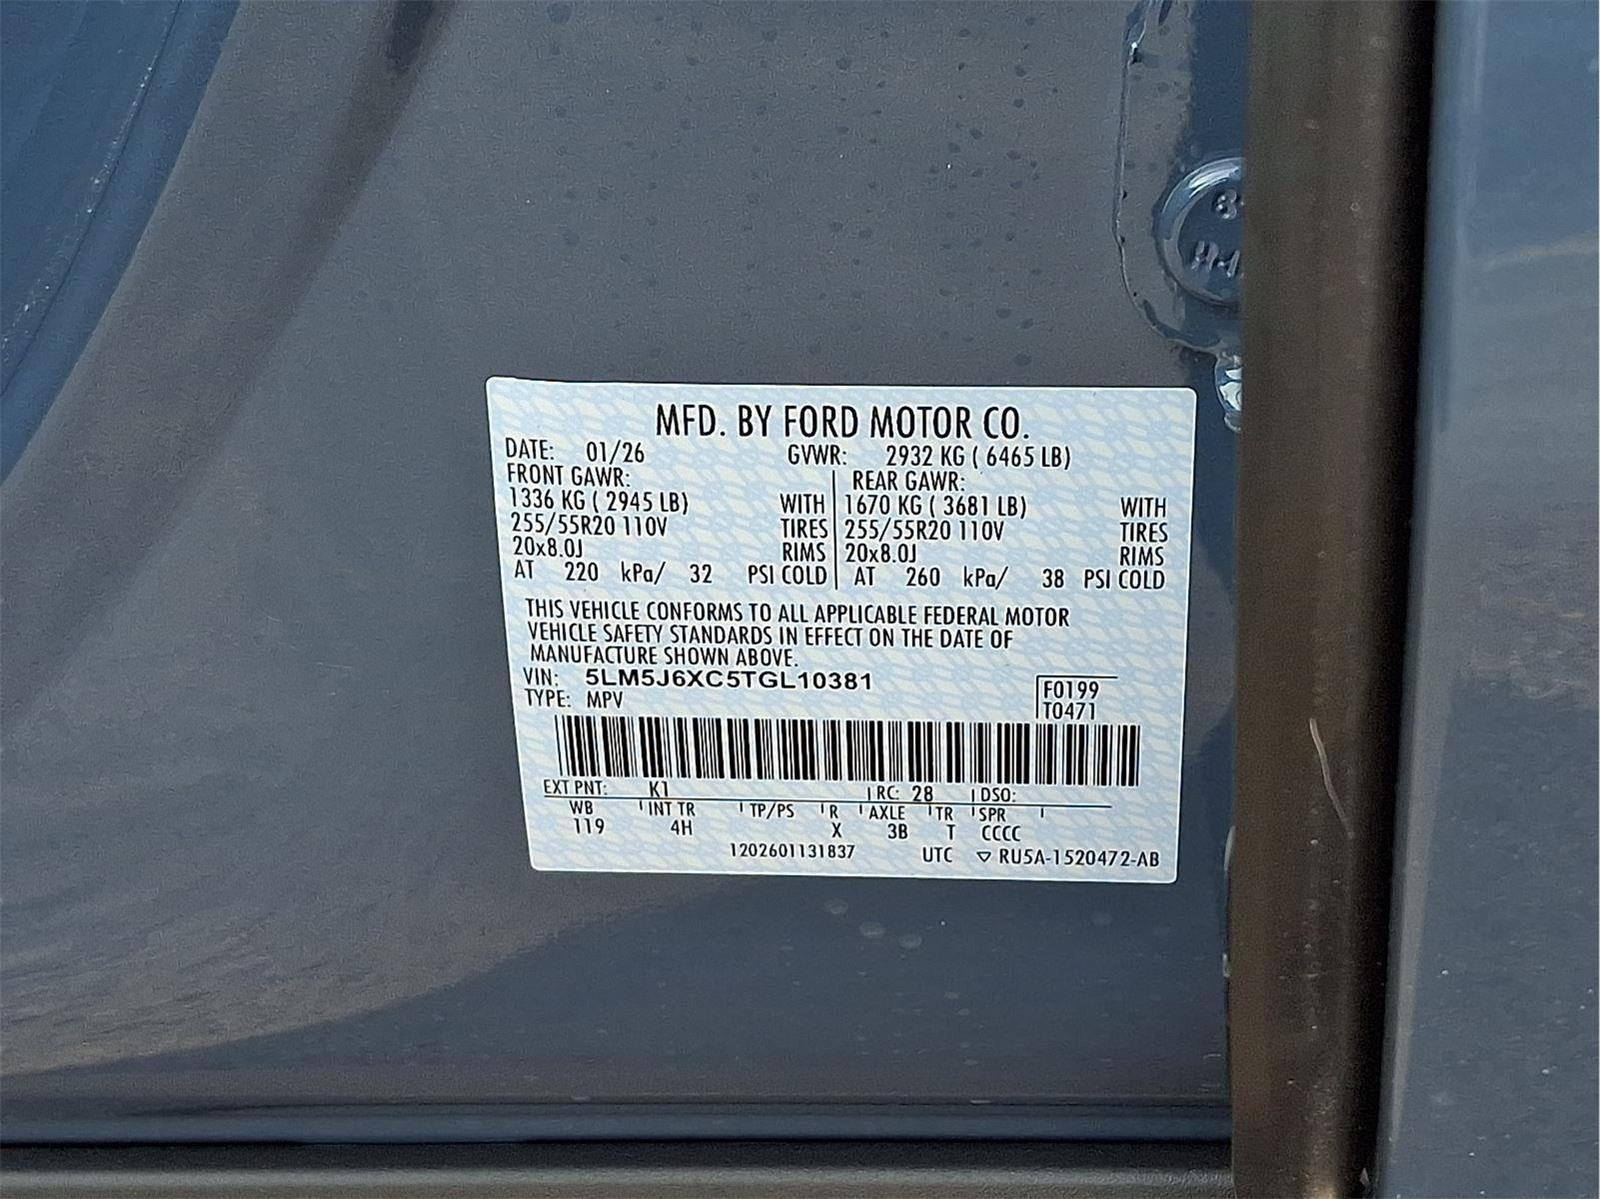 MFD. BY FORD MOTOR CO.
DATE: 01/26 GVWR: 2932 KG ( 6465 LB)
FRONT GAWR: REAR GAWR:
1336 KG ( 2945 LB) WITH 1670 KG ( 3681 LB) WITH
255/55R20 110V TIRES 255/55R20 110V TIRES
20x8.0J RIMS 20x8.0J RIMS
AT 220 kPa/ 32 PSI COLD AT 260 kPa/ 38 PSI COLD
THIS VEHICLE CONFORMS TO ALL APPLICABLE FEDERAL MOTOR
VEHICLE SAFETY STANDARDS IN EFFECT ON THE DATE OF
MANUFACTURE SHOWN ABOVE.
VIN: 5LM5J6XC5TGL10381
TYPE: MPV
F0199
T0471
EXT PNT: K1 RC: 28 DSO:
WB INT TR TP/PS R AXLE TR SPR
119 4H X 3B T CCCC
1202601131837 UTC ▽ RU5A-1520472-AB